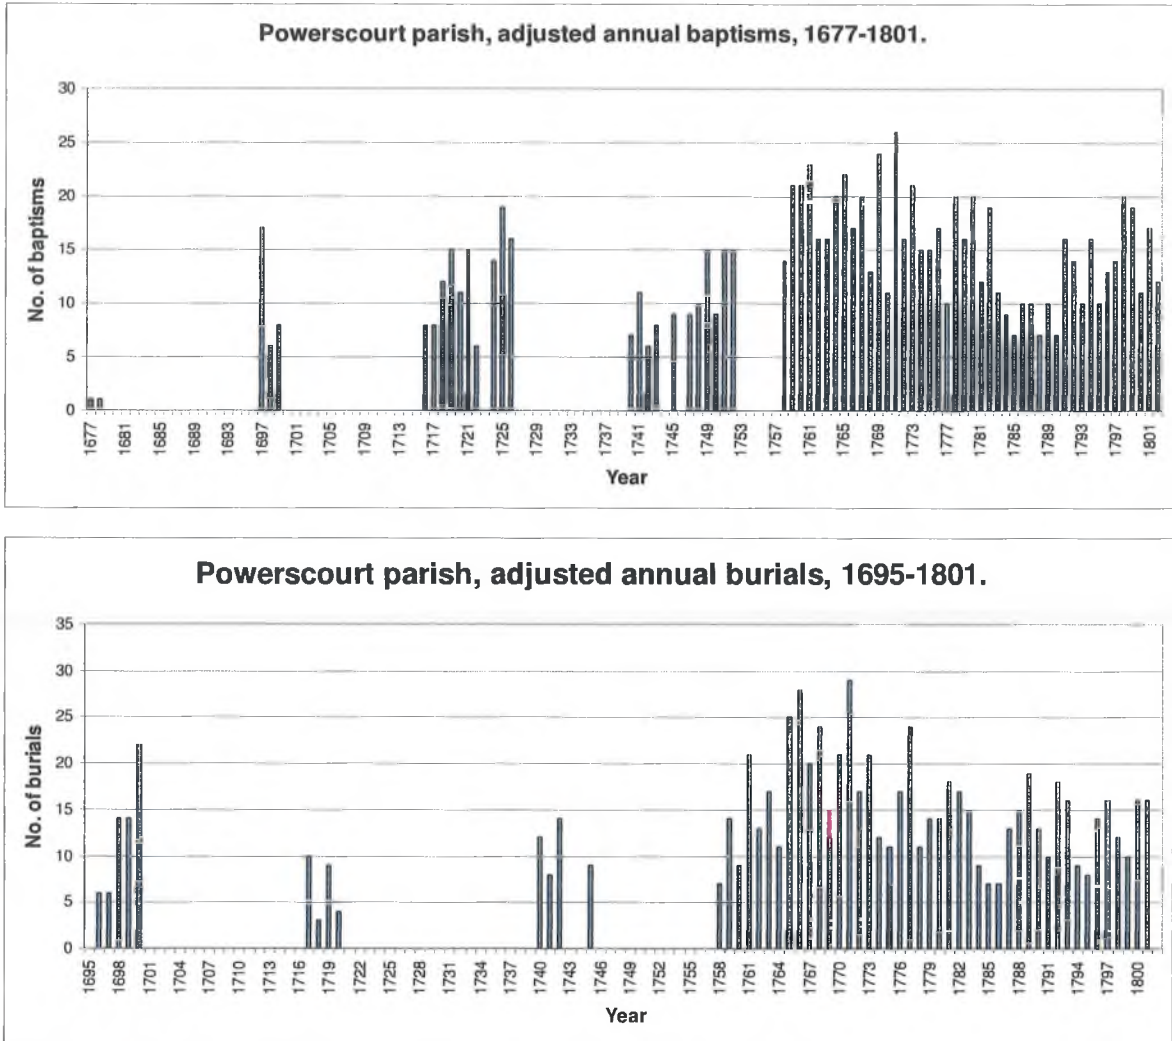 Powerscourt parish, adjusted annual baptisms, 1677-1801.
No. of baptisms
30
25
20
15
10
5
0
1677 1681 1685 1689 1693 1697 1701 1705 1709 1713 1717 1721 1725 1729 1733 1737 1741 1745 1749 1753 1757 1761 1765 1769 1773 1777 1781 1785 1789 1793 1797 1801
Year
Powerscourt parish, adjusted annual burials, 1695-1801.
No. of burials
35
30
25
20
15
10
5
0
1695 1698 1701 1704 1707 1710 1713 1716 1719 1722 1725 1728 1731 1734 1737 1740 1743 1746 1749 1752 1755 1758 1761 1764 1767 1770 1773 1776 1779 1782 1785 1788 1791 1794 1797 1800
Year